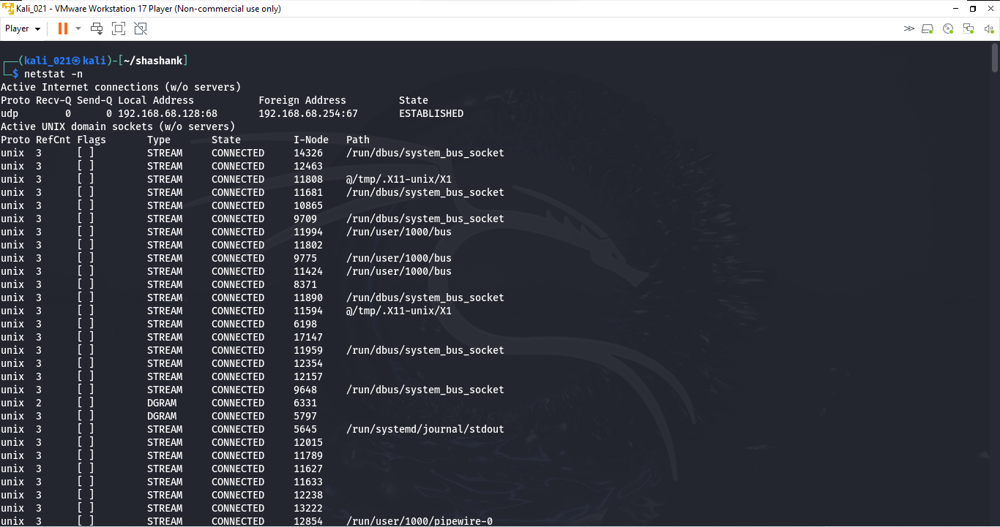 Kali_021 - VMware Workstation 17 Player (Non-commercial use only)
Player
┌──(kali_021㉿kali)-[~/shashank]
└─$ netstat -n
Active Internet connections (w/o servers)
Proto Recv-Q Send-Q Local Address           Foreign Address         State
udp        0      0 192.168.68.128:68       192.168.68.254:67       ESTABLISHED
Active UNIX domain sockets (w/o servers)
Proto RefCnt Flags       Type       State         I-Node   Path
unix  3      [ ]         STREAM     CONNECTED     14326    /run/dbus/system_bus_socket
unix  3      [ ]         STREAM     CONNECTED     12463
unix  3      [ ]         STREAM     CONNECTED     11808    @/tmp/.X11-unix/X1
unix  3      [ ]         STREAM     CONNECTED     11681    /run/dbus/system_bus_socket
unix  3      [ ]         STREAM     CONNECTED     10865
unix  3      [ ]         STREAM     CONNECTED     9709     /run/dbus/system_bus_socket
unix  3      [ ]         STREAM     CONNECTED     11994    /run/user/1000/bus
unix  3      [ ]         STREAM     CONNECTED     11802
unix  3      [ ]         STREAM     CONNECTED     9775     /run/user/1000/bus
unix  3      [ ]         STREAM     CONNECTED     11424    /run/user/1000/bus
unix  3      [ ]         STREAM     CONNECTED     8371
unix  3      [ ]         STREAM     CONNECTED     11890    /run/dbus/system_bus_socket
unix  3      [ ]         STREAM     CONNECTED     11594    @/tmp/.X11-unix/X1
unix  3      [ ]         STREAM     CONNECTED     6198
unix  3      [ ]         STREAM     CONNECTED     17147
unix  3      [ ]         STREAM     CONNECTED     11959    /run/dbus/system_bus_socket
unix  3      [ ]         STREAM     CONNECTED     12354
unix  3      [ ]         STREAM     CONNECTED     12157
unix  3      [ ]         STREAM     CONNECTED     9648     /run/dbus/system_bus_socket
unix  2      [ ]         DGRAM      CONNECTED     6331
unix  3      [ ]         DGRAM      CONNECTED     5797
unix  3      [ ]         STREAM     CONNECTED     5645     /run/systemd/journal/stdout
unix  3      [ ]         STREAM     CONNECTED     12015
unix  3      [ ]         STREAM     CONNECTED     11789
unix  3      [ ]         STREAM     CONNECTED     11627
unix  3      [ ]         STREAM     CONNECTED     11633
unix  3      [ ]         STREAM     CONNECTED     12238
unix  3      [ ]         STREAM     CONNECTED     13222
unix  3      [ ]         STREAM     CONNECTED     12854    /run/user/1000/pipewire-0